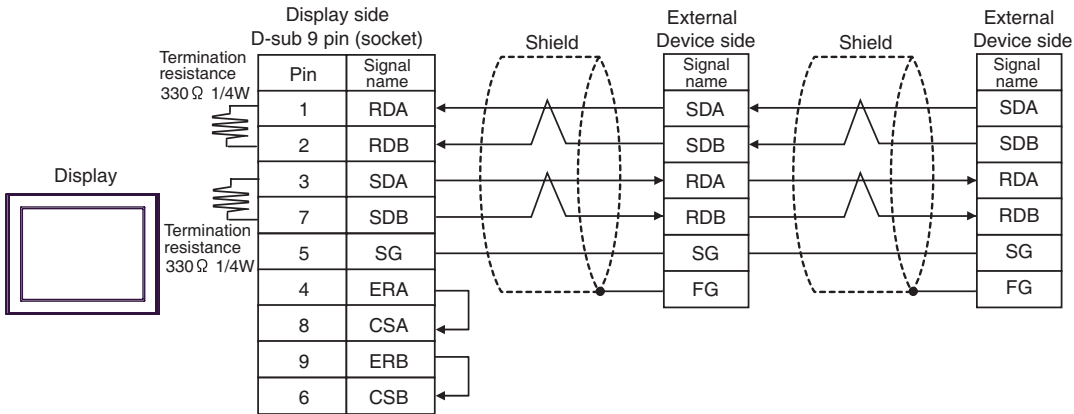 Display side
D-sub 9 pin (socket)
External
Device side
External
Device side
Shield
Shield
Termination
resistance
330Ω 1/4W
Pin
Signal
name
Signal
name
Signal
name
1 RDA SDA SDA
2 RDB SDB SDB
3 SDA RDA RDA
7 SDB RDB RDB
5 SG SG SG
4 ERA FG FG
8 CSA
9 ERB
6 CSB
Display
Termination
resistance
330Ω 1/4W